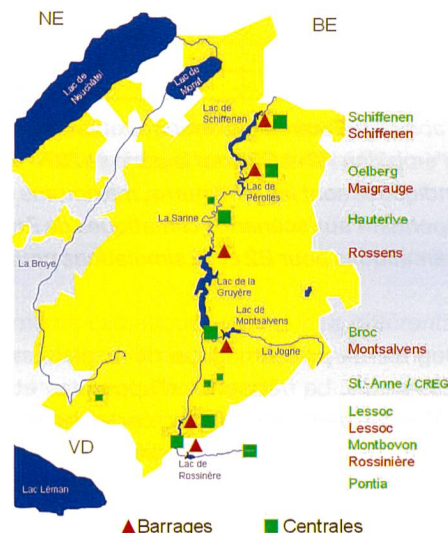 NE
BE
Lac de
Neuchâtel
Lac de
Morat
Lac de
Schiffenen
Schiffenen
Schiffenen
Oelberg
Maigrauge
Lac de
Pérolles
La Sarine
Hauterive
Rossens
La Broye
Lac de la
Gruyère
Lac de
Montsalvens
Broc
Montsalvens
La Jogne
St.-Anne / CREG
Lessoc
Lessoc
VD
Montbovon
Rossinière
Lac de
Rossinère
Pontia
Lac Léman
Barrages
Centrales